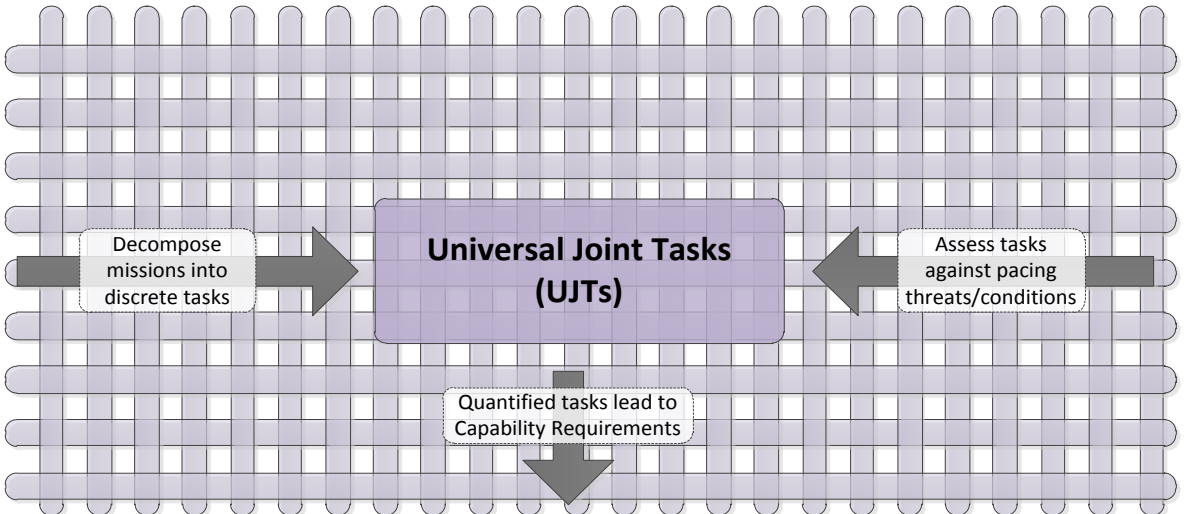 Universal Joint Tasks
(UJTs)
Decompose
missions into
discrete tasks
Assess tasks
against pacing
threats/conditions
Quantified tasks lead to
Capability Requirements